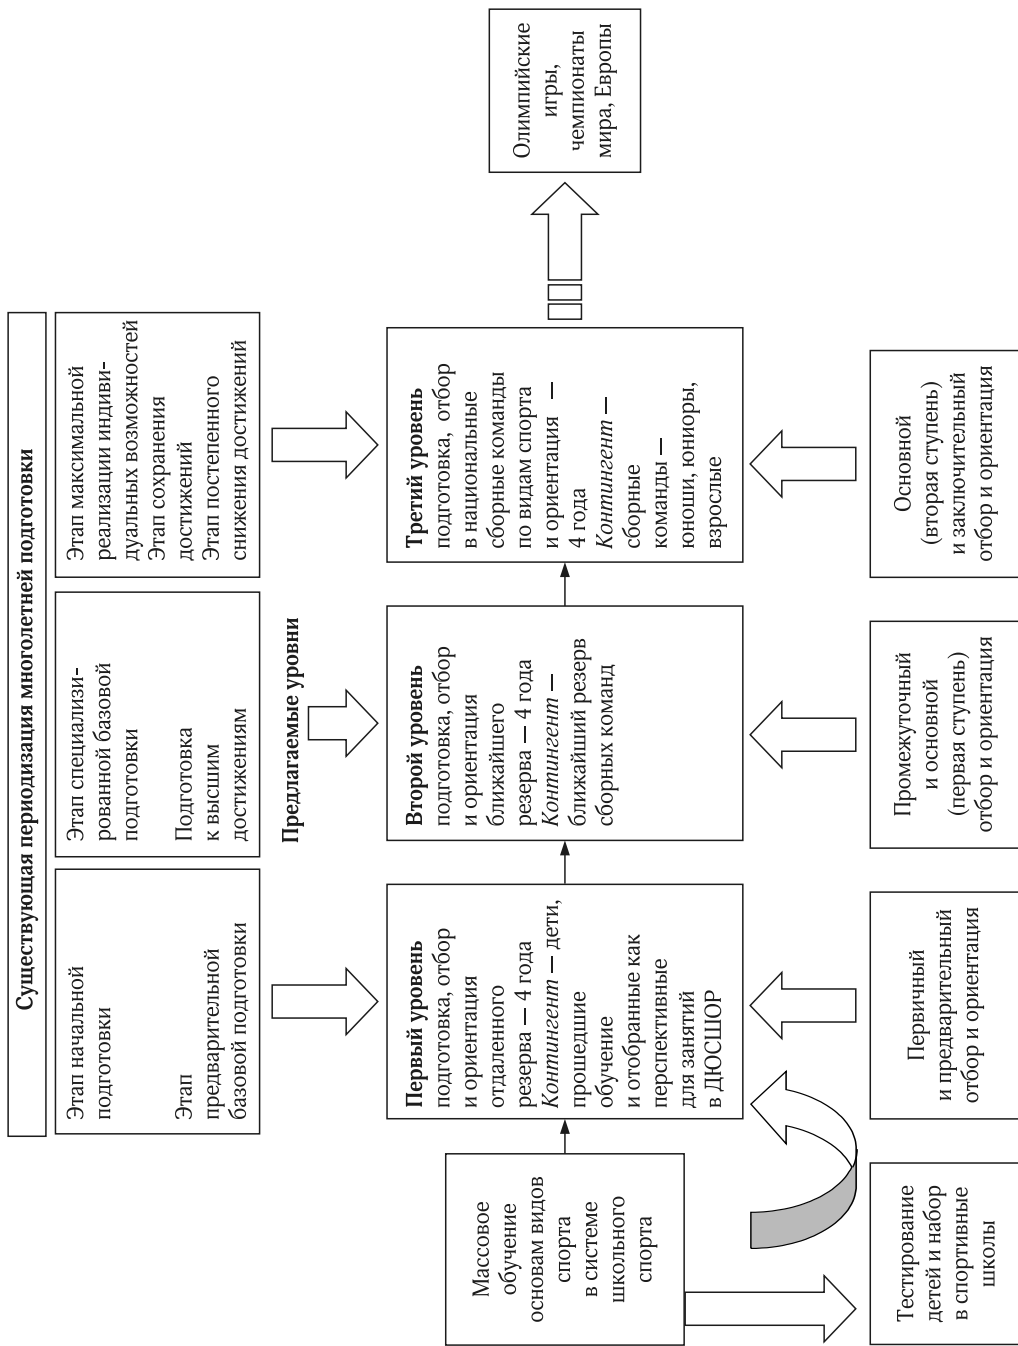 Существующая периодизация многолетней подготовки
Этап начальной
подготовки
Этап
предварительной
базовой подготовки
Этап специализи-
рованной базовой
подготовки
Подготовка
к высшим
достижениям
Этап максимальной
реализации индиви-
дуальных возможностей
Этап сохранения
достижений
Этап постепенного
снижения достижений
Предлагаемые уровни
Массовое
обучение
основам видов
спорта
в системе
школьного
спорта
Первый уровень
подготовка, отбор
и ориентация
отдаленного
резерва — 4 года
Контингент — дети,
прошедшие
обучение
и отобранные как
перспективные
для занятий
в ДЮСШОР
Второй уровень
подготовка, отбор
и ориентация
ближайшего
резерва — 4 года
Контингент —
ближайший резерв
сборных команд
Третий уровень
подготовка, отбор
в национальные
сборные команды
по видам спорта
и ориентация —
4 года
Контингент —
сборные
команды —
юноши, юниоры,
взрослые
Олимпийские
игры,
чемпионаты
мира, Европы
Тестирование
детей и набор
в спортивные
школы
Первичный
и предварительный
отбор и ориентация
Промежуточный
и основной
(первая ступень)
отбор и ориентация
Основной
(вторая ступень)
и заключительный
отбор и ориентация